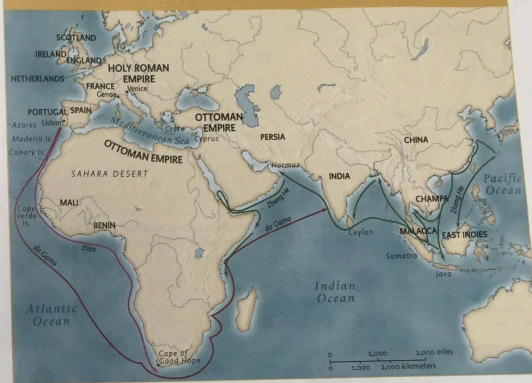 SCOTLAND
IRELAND
ENGLAND
NETHERLANDS
HOLY ROMAN
EMPIRE
FRANCE
Venice
Genoa
PORTUGAL
SPAIN
Lisbon
Azores
Madeira Is.
Canary Is.
Mediterranean Sea
Crete
Cyprus
OTTOMAN
EMPIRE
OTTOMAN EMPIRE
PERSIA
CHINA
SAHARA DESERT
Hormuz
INDIA
Pacific
Ocean
MALI
Cape
Verde
Is.
BENIN
Zheng He
CHAMPA
Zheng He
da Gama
Dias
da Gama
Ceylon
MALACCA
EAST INDIES
Sumatra
Java
Atlantic
Ocean
Indian
Ocean
Cape of
Good Hope
0 1,000 2,000 miles
0 1,000 2,000 kilometers